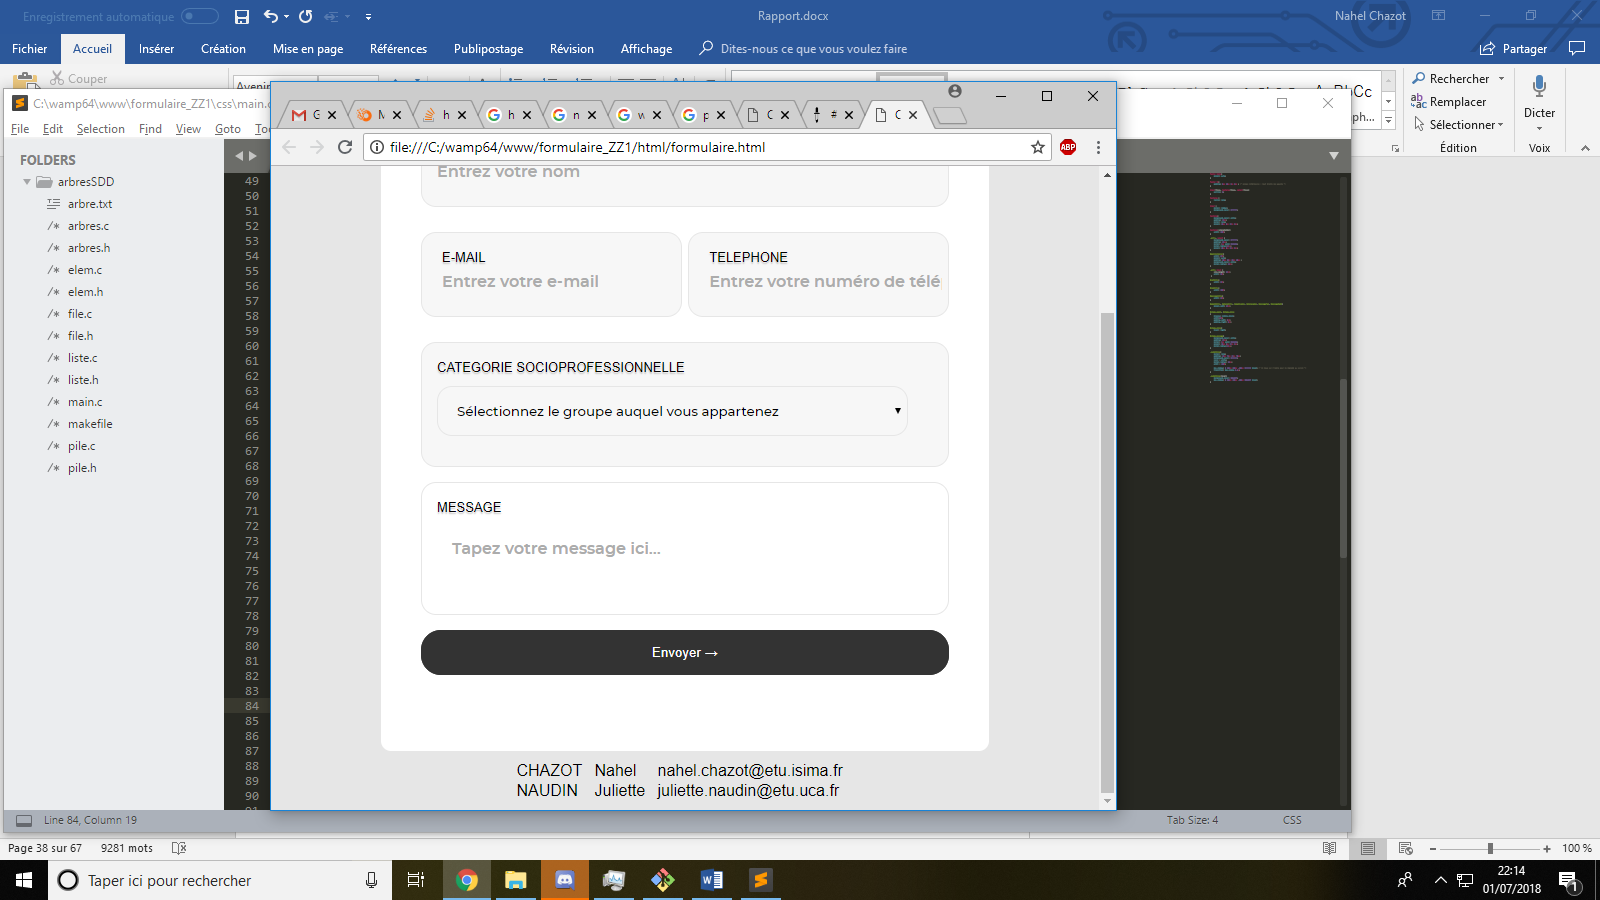 Enregistrement automatique
Rapport.docx
Nahel Chazot
Fichier Accueil Insérer Création Mise en page Références Publipostage Révision Affichage Dites-nous ce que vous voulez faire Partager
Couper
Rechercher
Remplacer
Sélectionner
Édition
Dicter
Voix
C:\wamp64\www\formulaire_ZZ1\css\main.
File Edit Selection Find View Goto
FOLDERS
arbresSDD
arbre.txt
arbres.c
arbres.h
elem.c
elem.h
file.c
file.h
liste.c
liste.h
main.c
makefile
pile.c
pile.h
49
50
51
52
53
54
55
56
57
58
59
60
61
62
63
64
65
66
67
68
69
70
71
72
73
74
75
76
77
78
79
80
81
82
83
84
85
86
87
88
89
90
file:///C:/wamp64/www/formulaire_ZZ1/html/formulaire.html
ABP
Entrez votre nom
E-MAIL
Entrez votre e-mail
TELEPHONE
Entrez votre numéro de télé
CATEGORIE SOCIOPROFESSIONNELLE
Sélectionnez le groupe auquel vous appartenez
MESSAGE
Tapez votre message ici...
Envoyer →
CHAZOT Nahel nahel.chazot@etu.isima.fr
NAUDIN Juliette juliette.naudin@etu.uca.fr
Line 84, Column 19
Tab Size: 4
CSS
Page 38 sur 67 9281 mots
100 %
Taper ici pour rechercher
22:14
01/07/2018
1